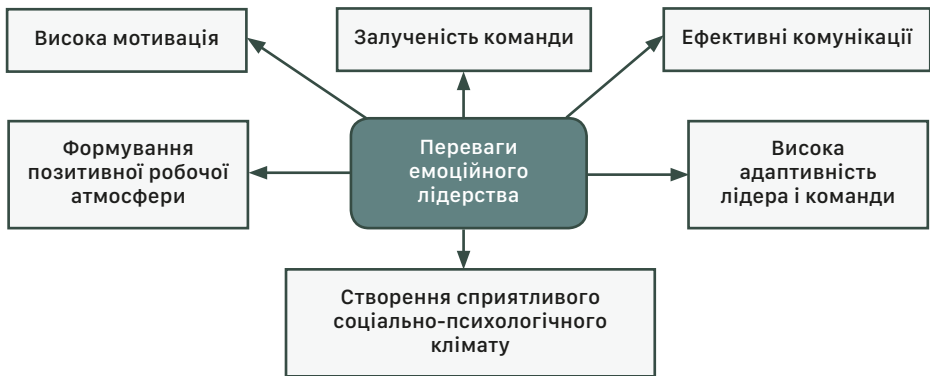 Висока мотивація
Залученість команди
Ефективні комунікації
Формування
позитивної робочої
атмосфери
Переваги
емоційного
лідерства
Висока
адаптивність
лідера і команди
Створення сприятливого
соціально-психологічного
клімату